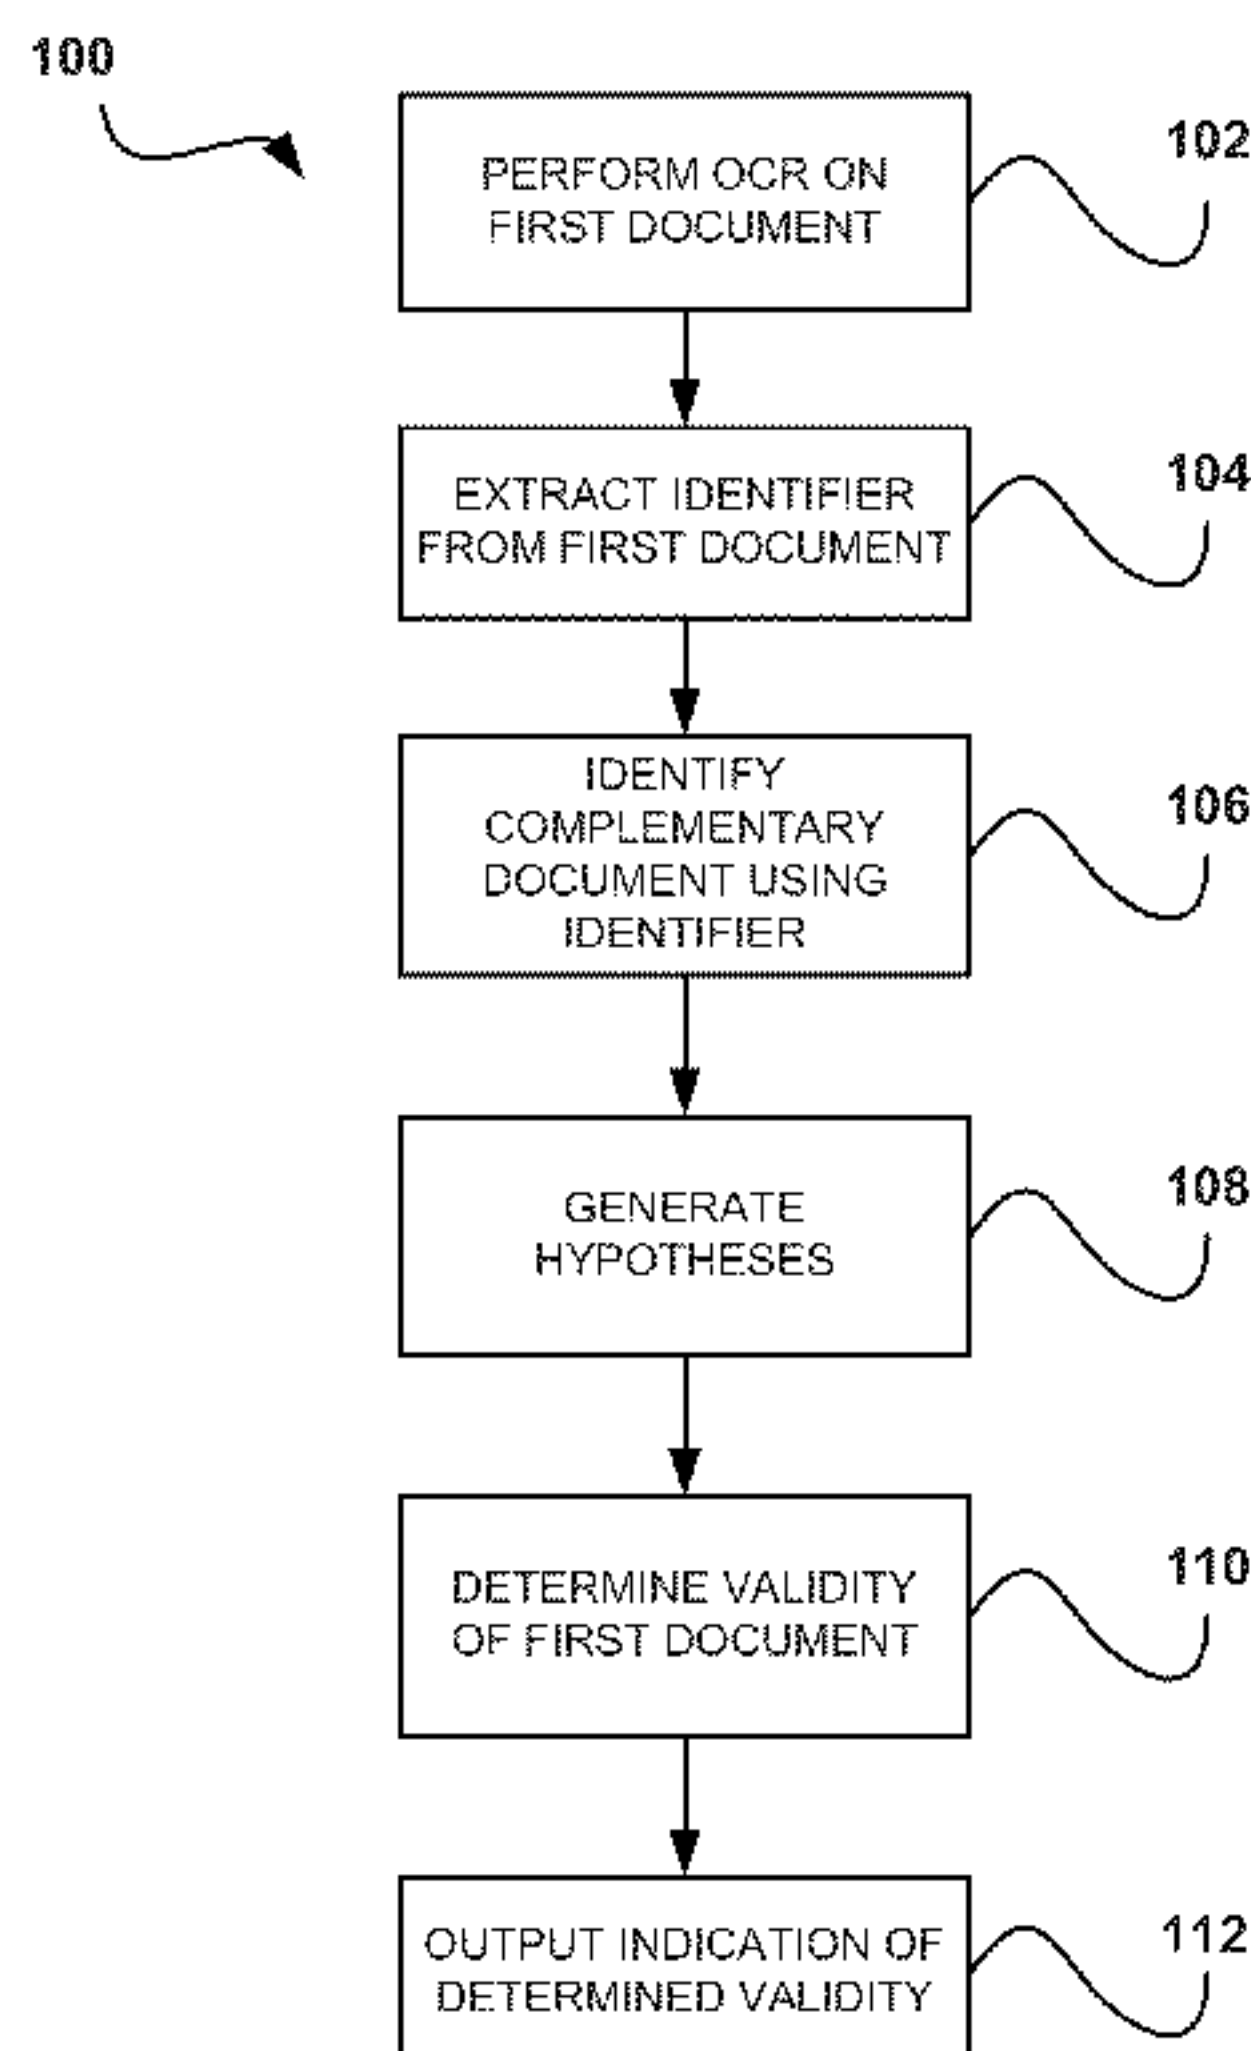 100
PERFORM OCR ON
FIRST DOCUMENT
102
EXTRACT IDENTIFIER
FROM FIRST DOCUMENT
104
IDENTIFY
COMPLEMENTARY
DOCUMENT USING
IDENTIFIER
106
GENERATE
HYPOTHESES
108
DETERMINE VALIDITY
OF FIRST DOCUMENT
110
OUTPUT INDICATION OF
DETERMINED VALIDITY
112